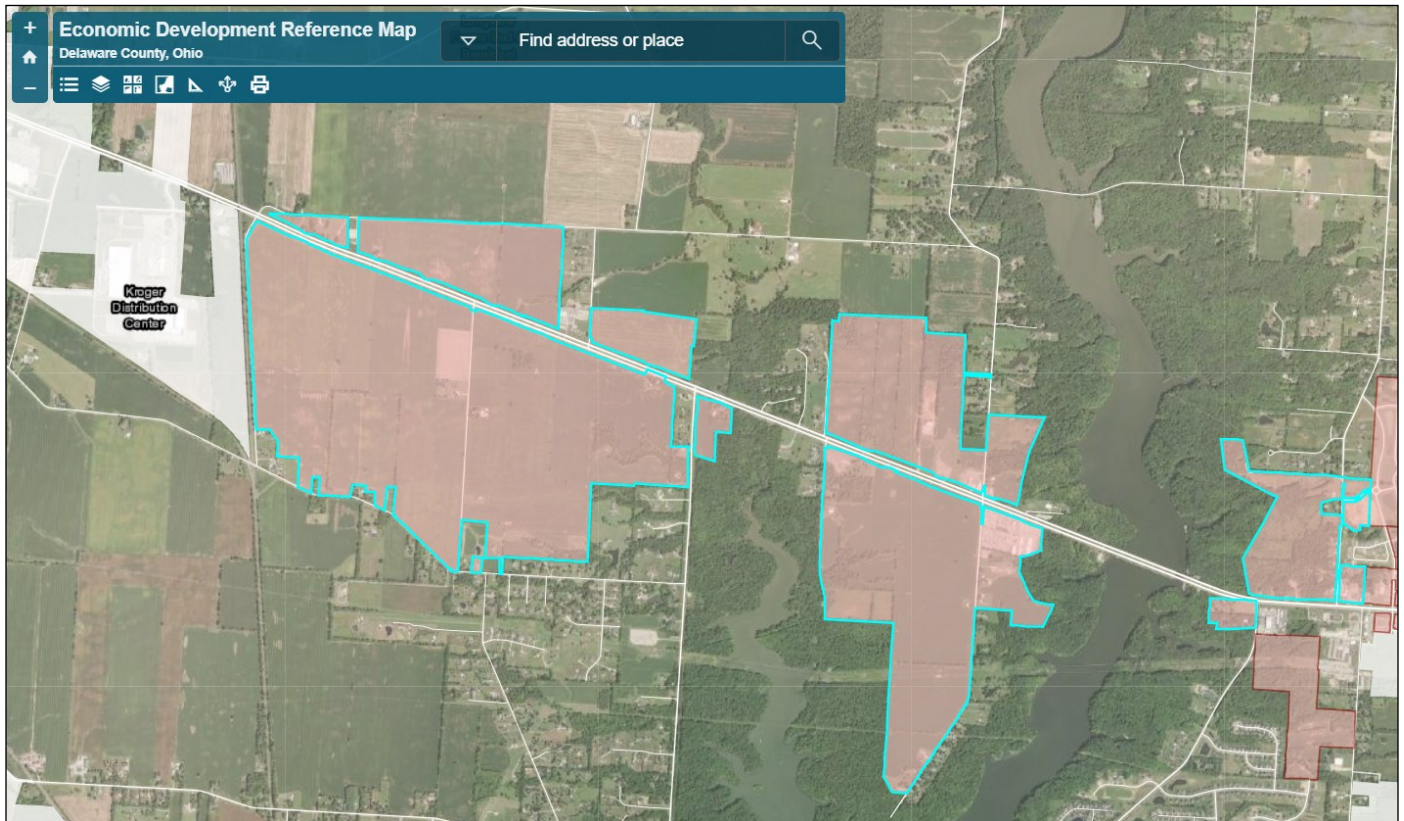 +
Economic Development Reference Map
Delaware County, Ohio
Find address or place
−
Kroger
Distribution
Center